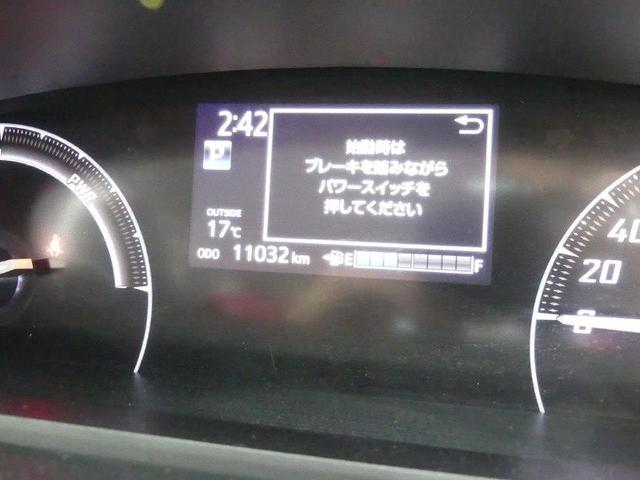 2:42
P
始動時は
ブレーキを踏みながら
パワースイッチを
押してください
OUTSIDE
17℃
ODO 11032 km
E F
PWR
40
20
0